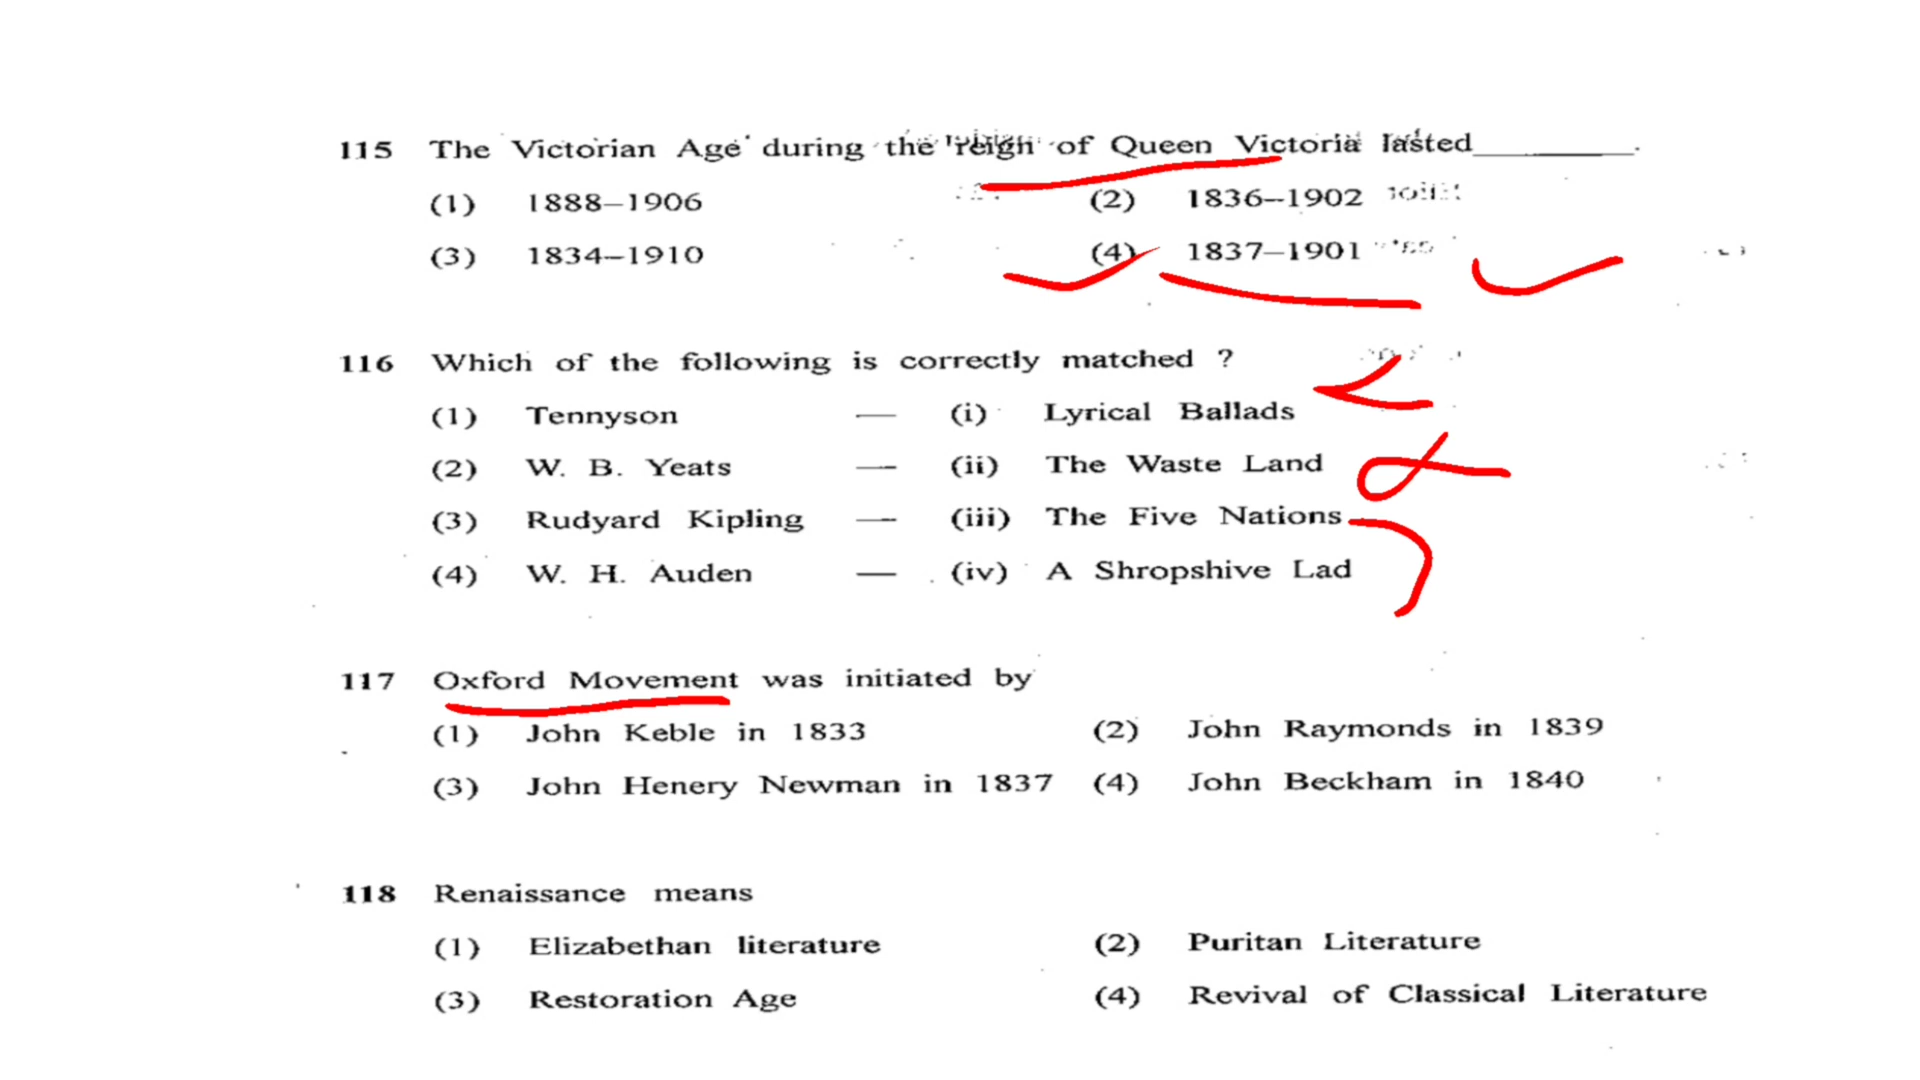 115 The Victorian Age during the reign of Queen Victoria lasted__________.
(1) 1888–1906 (2) 1836–1902
(3) 1834–1910 (4) 1837–1901
116 Which of the following is correctly matched ?
(1) Tennyson — (i) Lyrical Ballads
(2) W. B. Yeats — (ii) The Waste Land
(3) Rudyard Kipling — (iii) The Five Nations
(4) W. H. Auden — (iv) A Shropshive Lad
117 Oxford Movement was initiated by
(1) John Keble in 1833 (2) John Raymonds in 1839
(3) John Henery Newman in 1837 (4) John Beckham in 1840
118 Renaissance means
(1) Elizabethan literature (2) Puritan Literature
(3) Restoration Age (4) Revival of Classical Literature